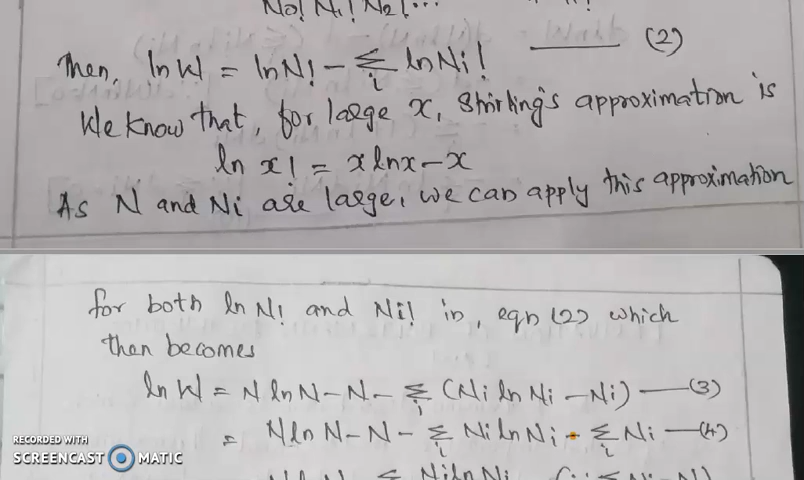 N0! N1! N2!...
Then, ln W = ln N! - Σi ln Ni! —— (2)
We know that, for large x, Stirling's approximation is
ln x! = x ln x - x
As N and Ni are large, we can apply this approximation
for both ln N! and Ni! in, eqn (2) which
then becomes
ln W = N ln N - N - Σi (Ni ln Ni - Ni) —— (3)
= N ln N - N - Σi Ni ln Ni - Σi Ni — (4)
RECORDED WITH
SCREENCAST MATIC